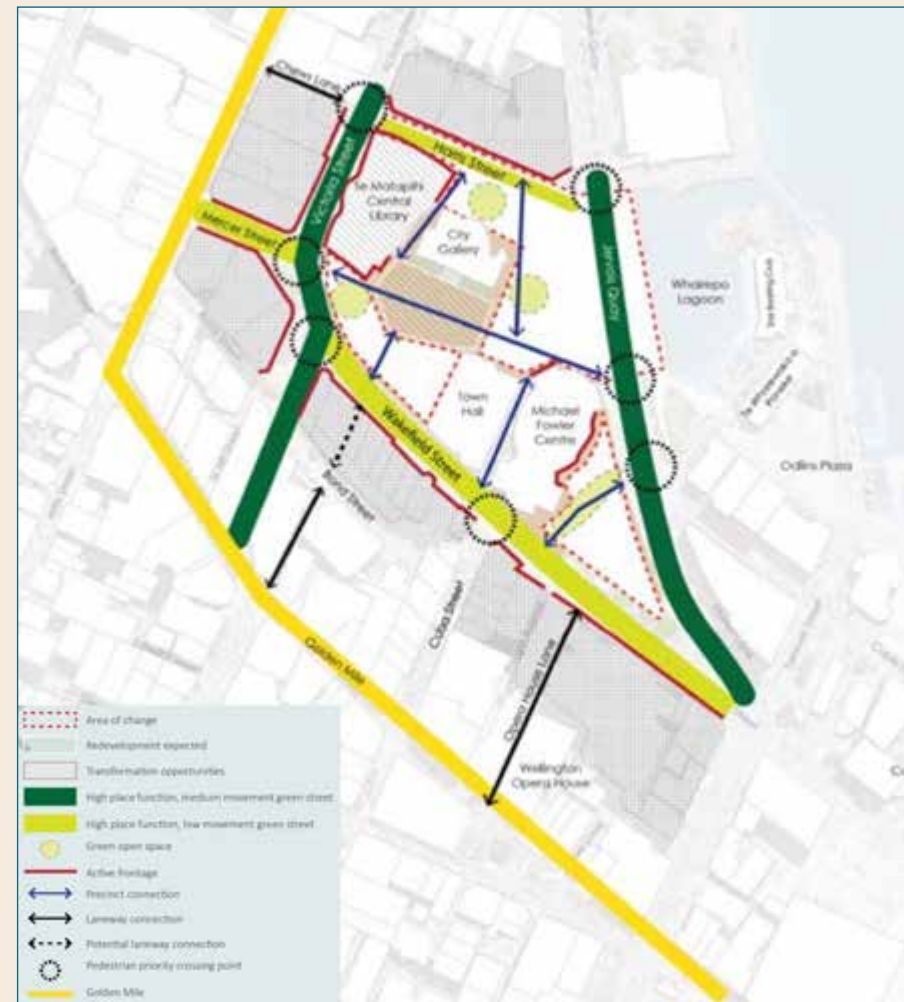 Chews Lane
Victoria Street
Harris Street
Te Matapihi
Central
Library
City
Gallery
Mercer Street
Jervois Quay
Whairepo
Lagoon
Town
Hall
Michael
Fowler
Centre
Odlins Plaza
Wakefield Street
Bond Street
Cuba Street
Golden Mile
Opera House Lane
Wellington
Opera House
Area of change
Redevelopment expected
Transformation opportunities
High place function, medium movement green street
High place function, low movement green street
Green open space
Active frontage
Precinct connection
Laneway connection
Potential laneway connection
Pedestrian priority crossing point
Golden Mile